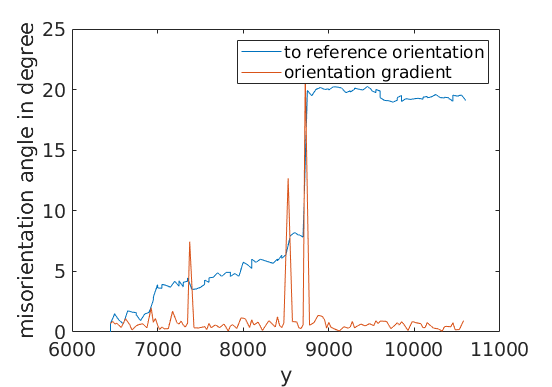 25
20
15
10
5
0
misorientation angle in degree
to reference orientation
orientation gradient
6000 7000 8000 9000 10000 11000
y